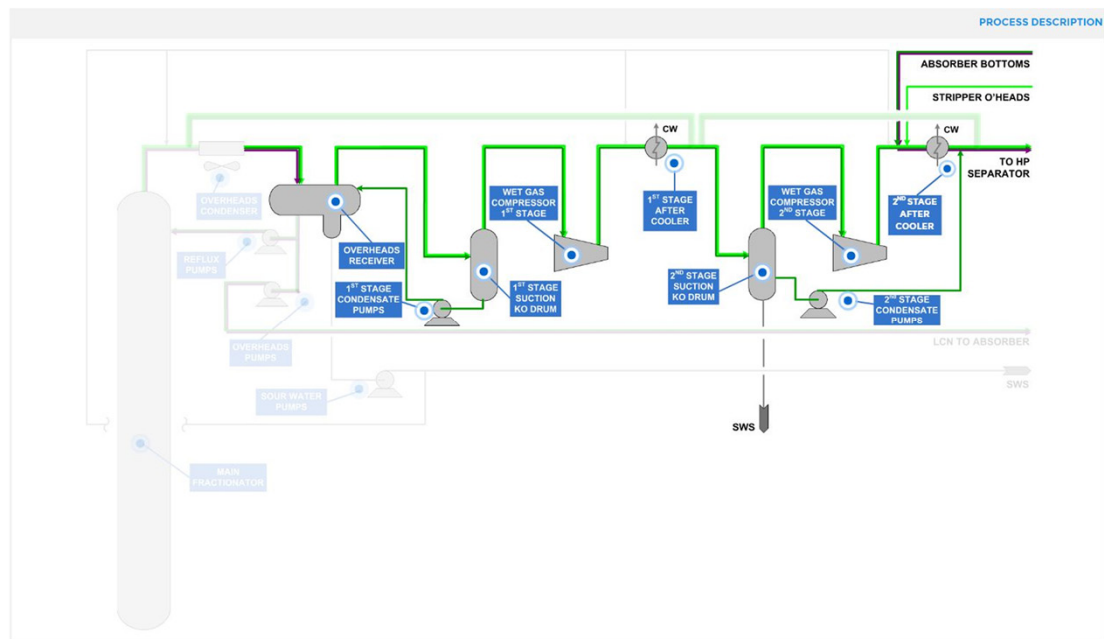 PROCESS DESCRIPTION
ABSORBER BOTTOMS
STRIPPER O'HEADS
CW
CW
TO HP
SEPARATOR
OVERHEADS
CONDENSER
WET GAS
COMPRESSOR
1ST STAGE
1ST STAGE
AFTER
COOLER
WET GAS
COMPRESSOR
2ND STAGE
2ND STAGE
AFTER
COOLER
OVERHEADS
RECEIVER
REFLUX
PUMPS
1ST STAGE
CONDENSATE
PUMPS
1ST STAGE
SUCTION
KO DRUM
2ND STAGE
SUCTION
KO DRUM
2ND STAGE
CONDENSATE
PUMPS
OVERHEADS
PUMPS
LCN TO ABSORBER
SOUR WATER
PUMPS
SWS
SWS
MAIN
FRACTIONATOR